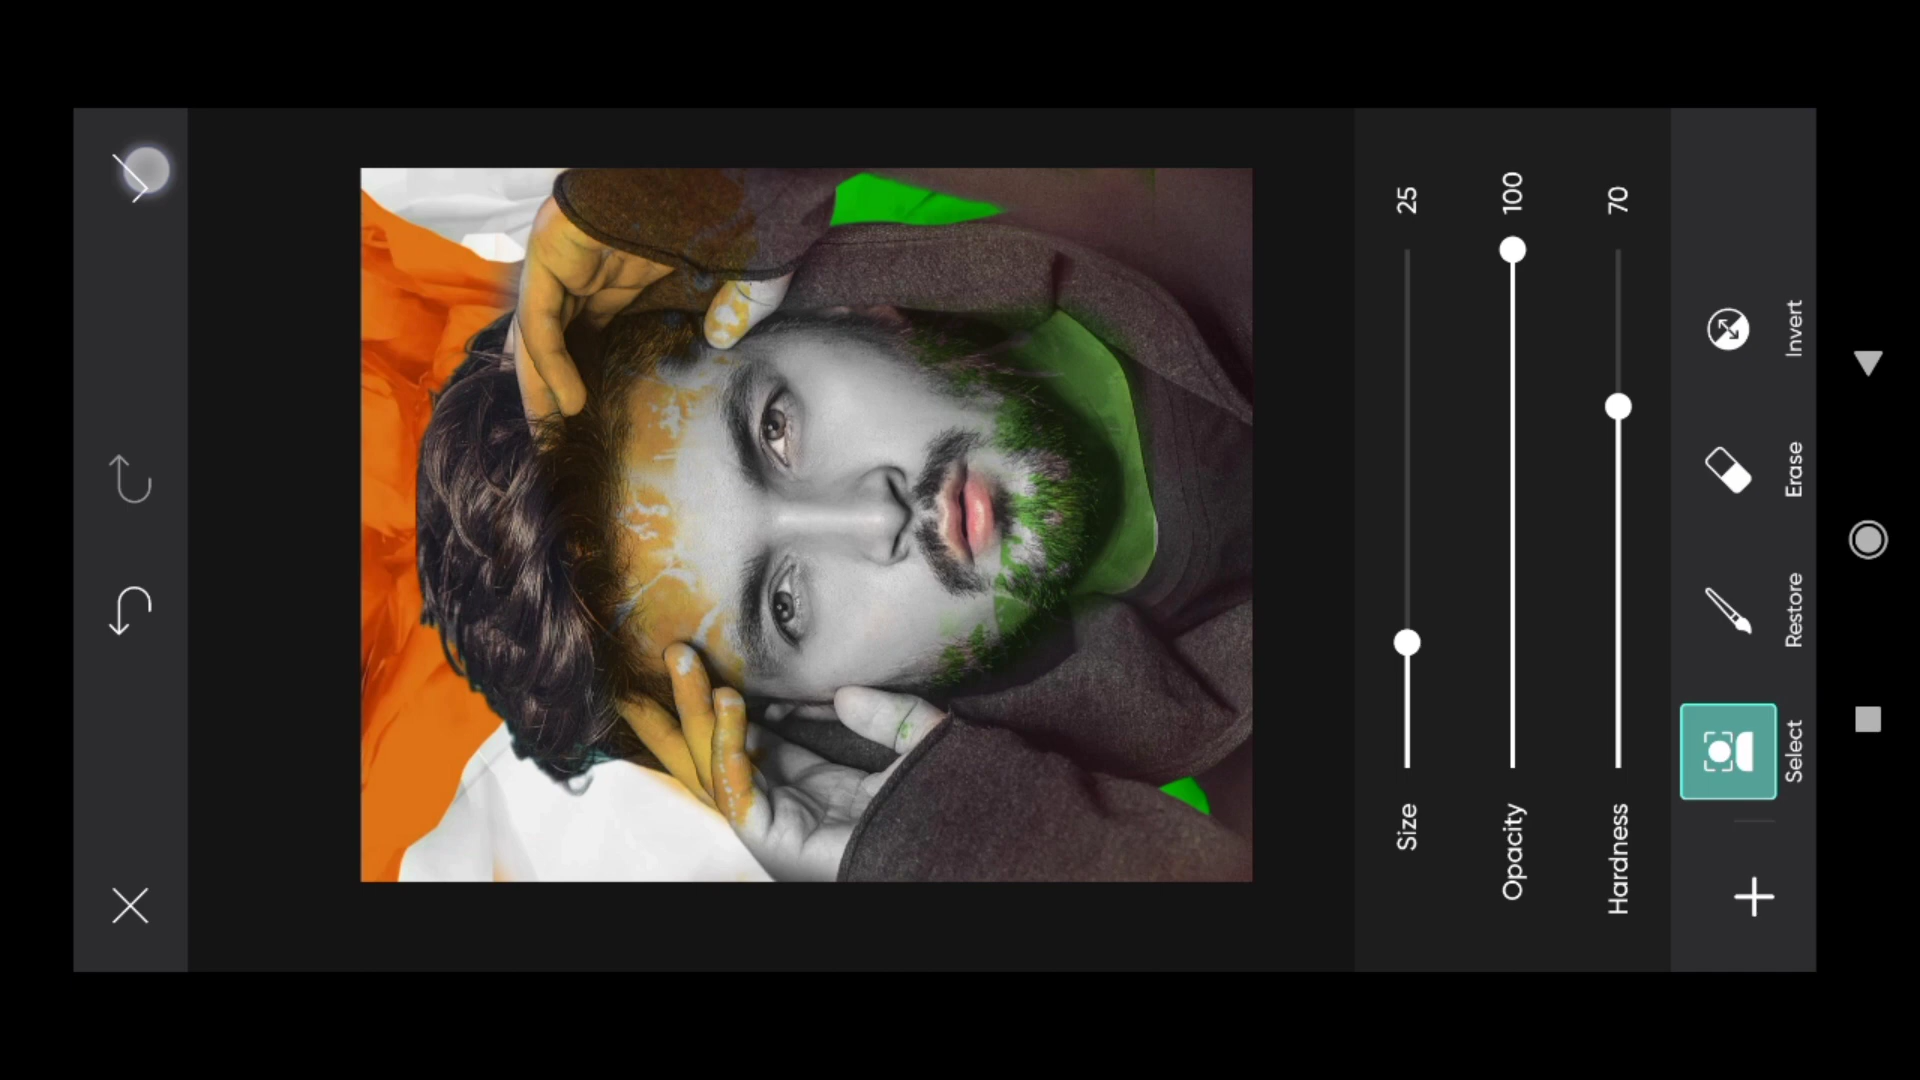 Size 25
Opacity 100
Hardness 70
Select
Restore
Erase
Invert